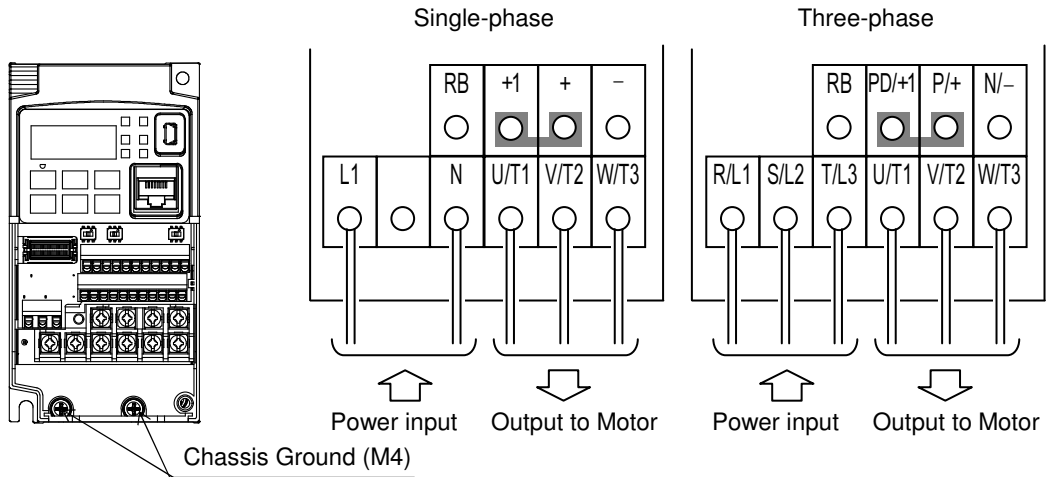 Single-phase
RB +1 + −
L1 N U/T1 V/T2 W/T3
Power input Output to Motor
Three-phase
RB PD/+1 P/+ N/−
R/L1 S/L2 T/L3 U/T1 V/T2 W/T3
Power input Output to Motor
Chassis Ground (M4)